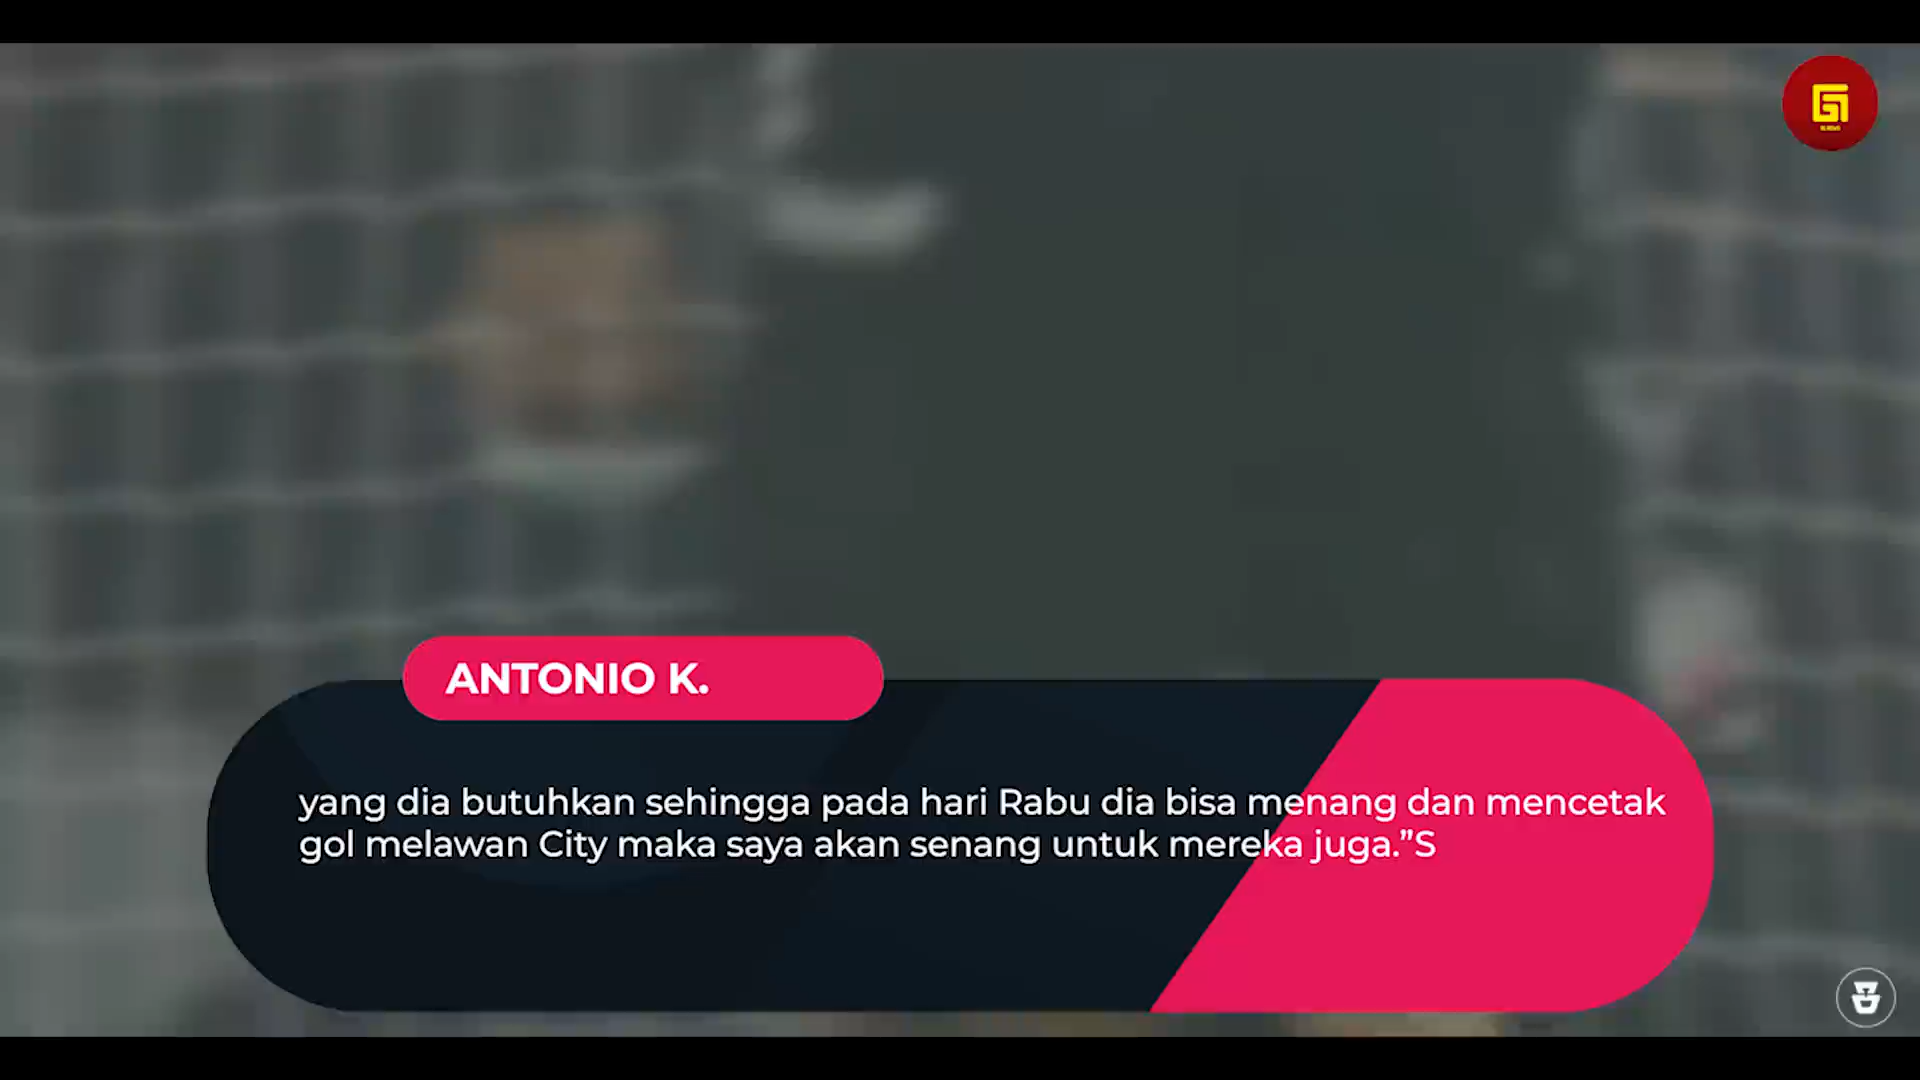 ANTONIO K.
yang dia butuhkan sehingga pada hari Rabu dia bisa menang dan mencetak
gol melawan City maka saya akan senang untuk mereka juga.”S